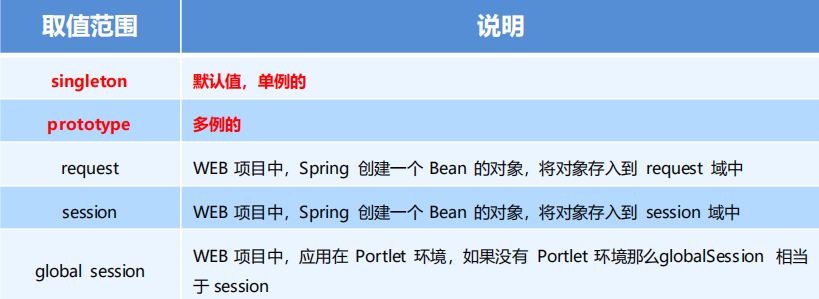 取值范围 说明
singleton 默认值，单例的
prototype 多例的
request WEB 项目中，Spring 创建一个 Bean 的对象，将对象存入到 request 域中
session WEB 项目中，Spring 创建一个 Bean 的对象，将对象存入到 session 域中
global session WEB 项目中，应用在 Portlet 环境，如果没有 Portlet 环境那么globalSession 相当
于 session